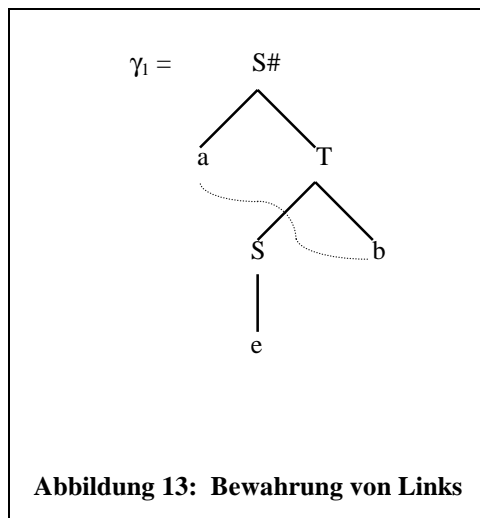 γ₁ = S#
a T
S b
e
Abbildung 13: Bewahrung von Links